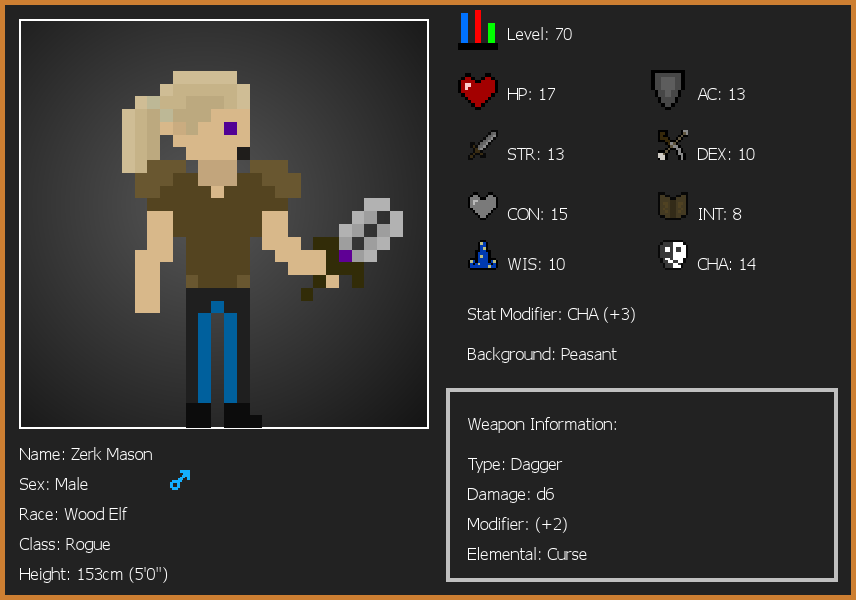 Level: 70
HP: 17
AC: 13
STR: 13
DEX: 10
CON: 15
INT: 8
WIS: 10
CHA: 14
Stat Modifier: CHA (+3)
Background: Peasant
Weapon Information:
Type: Dagger
Damage: d6
Modifier: (+2)
Elemental: Curse
Name: Zerk Mason
Sex: Male
Race: Wood Elf
Class: Rogue
Height: 153cm (5'0")